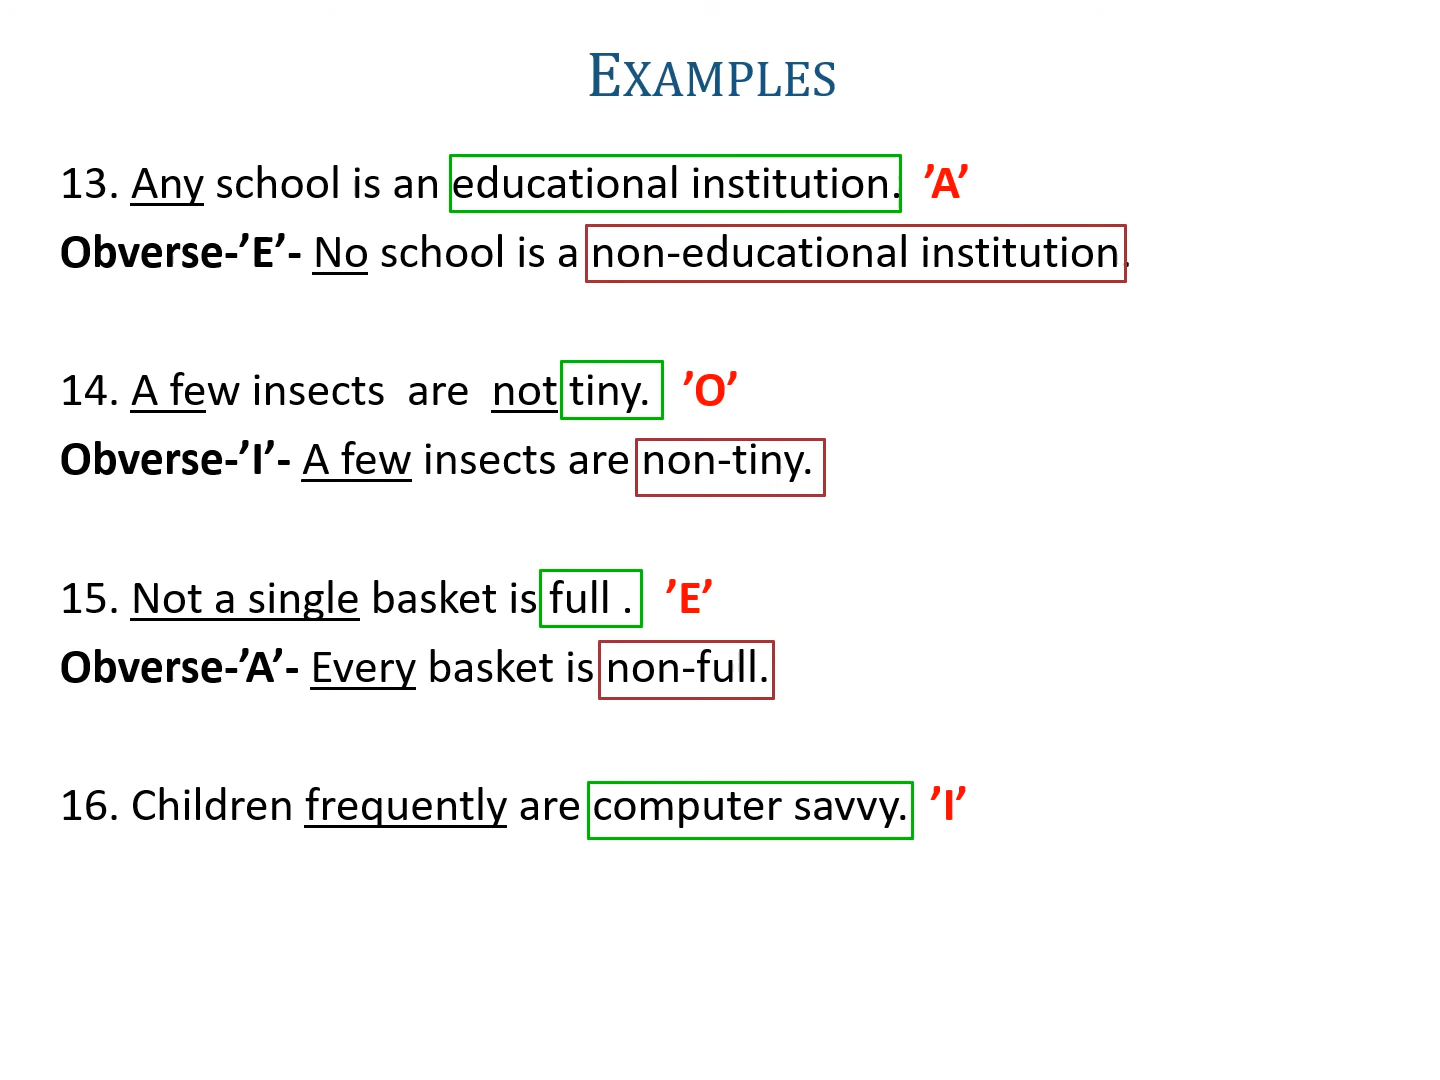 EXAMPLES
13. Any school is an educational institution. ’A’
Obverse-’E’- No school is a non-educational institution.
14. A few insects are not tiny. ’O’
Obverse-’I’- A few insects are non-tiny.
15. Not a single basket is full . ’E’
Obverse-’A’- Every basket is non-full.
16. Children frequently are computer savvy. ’I’